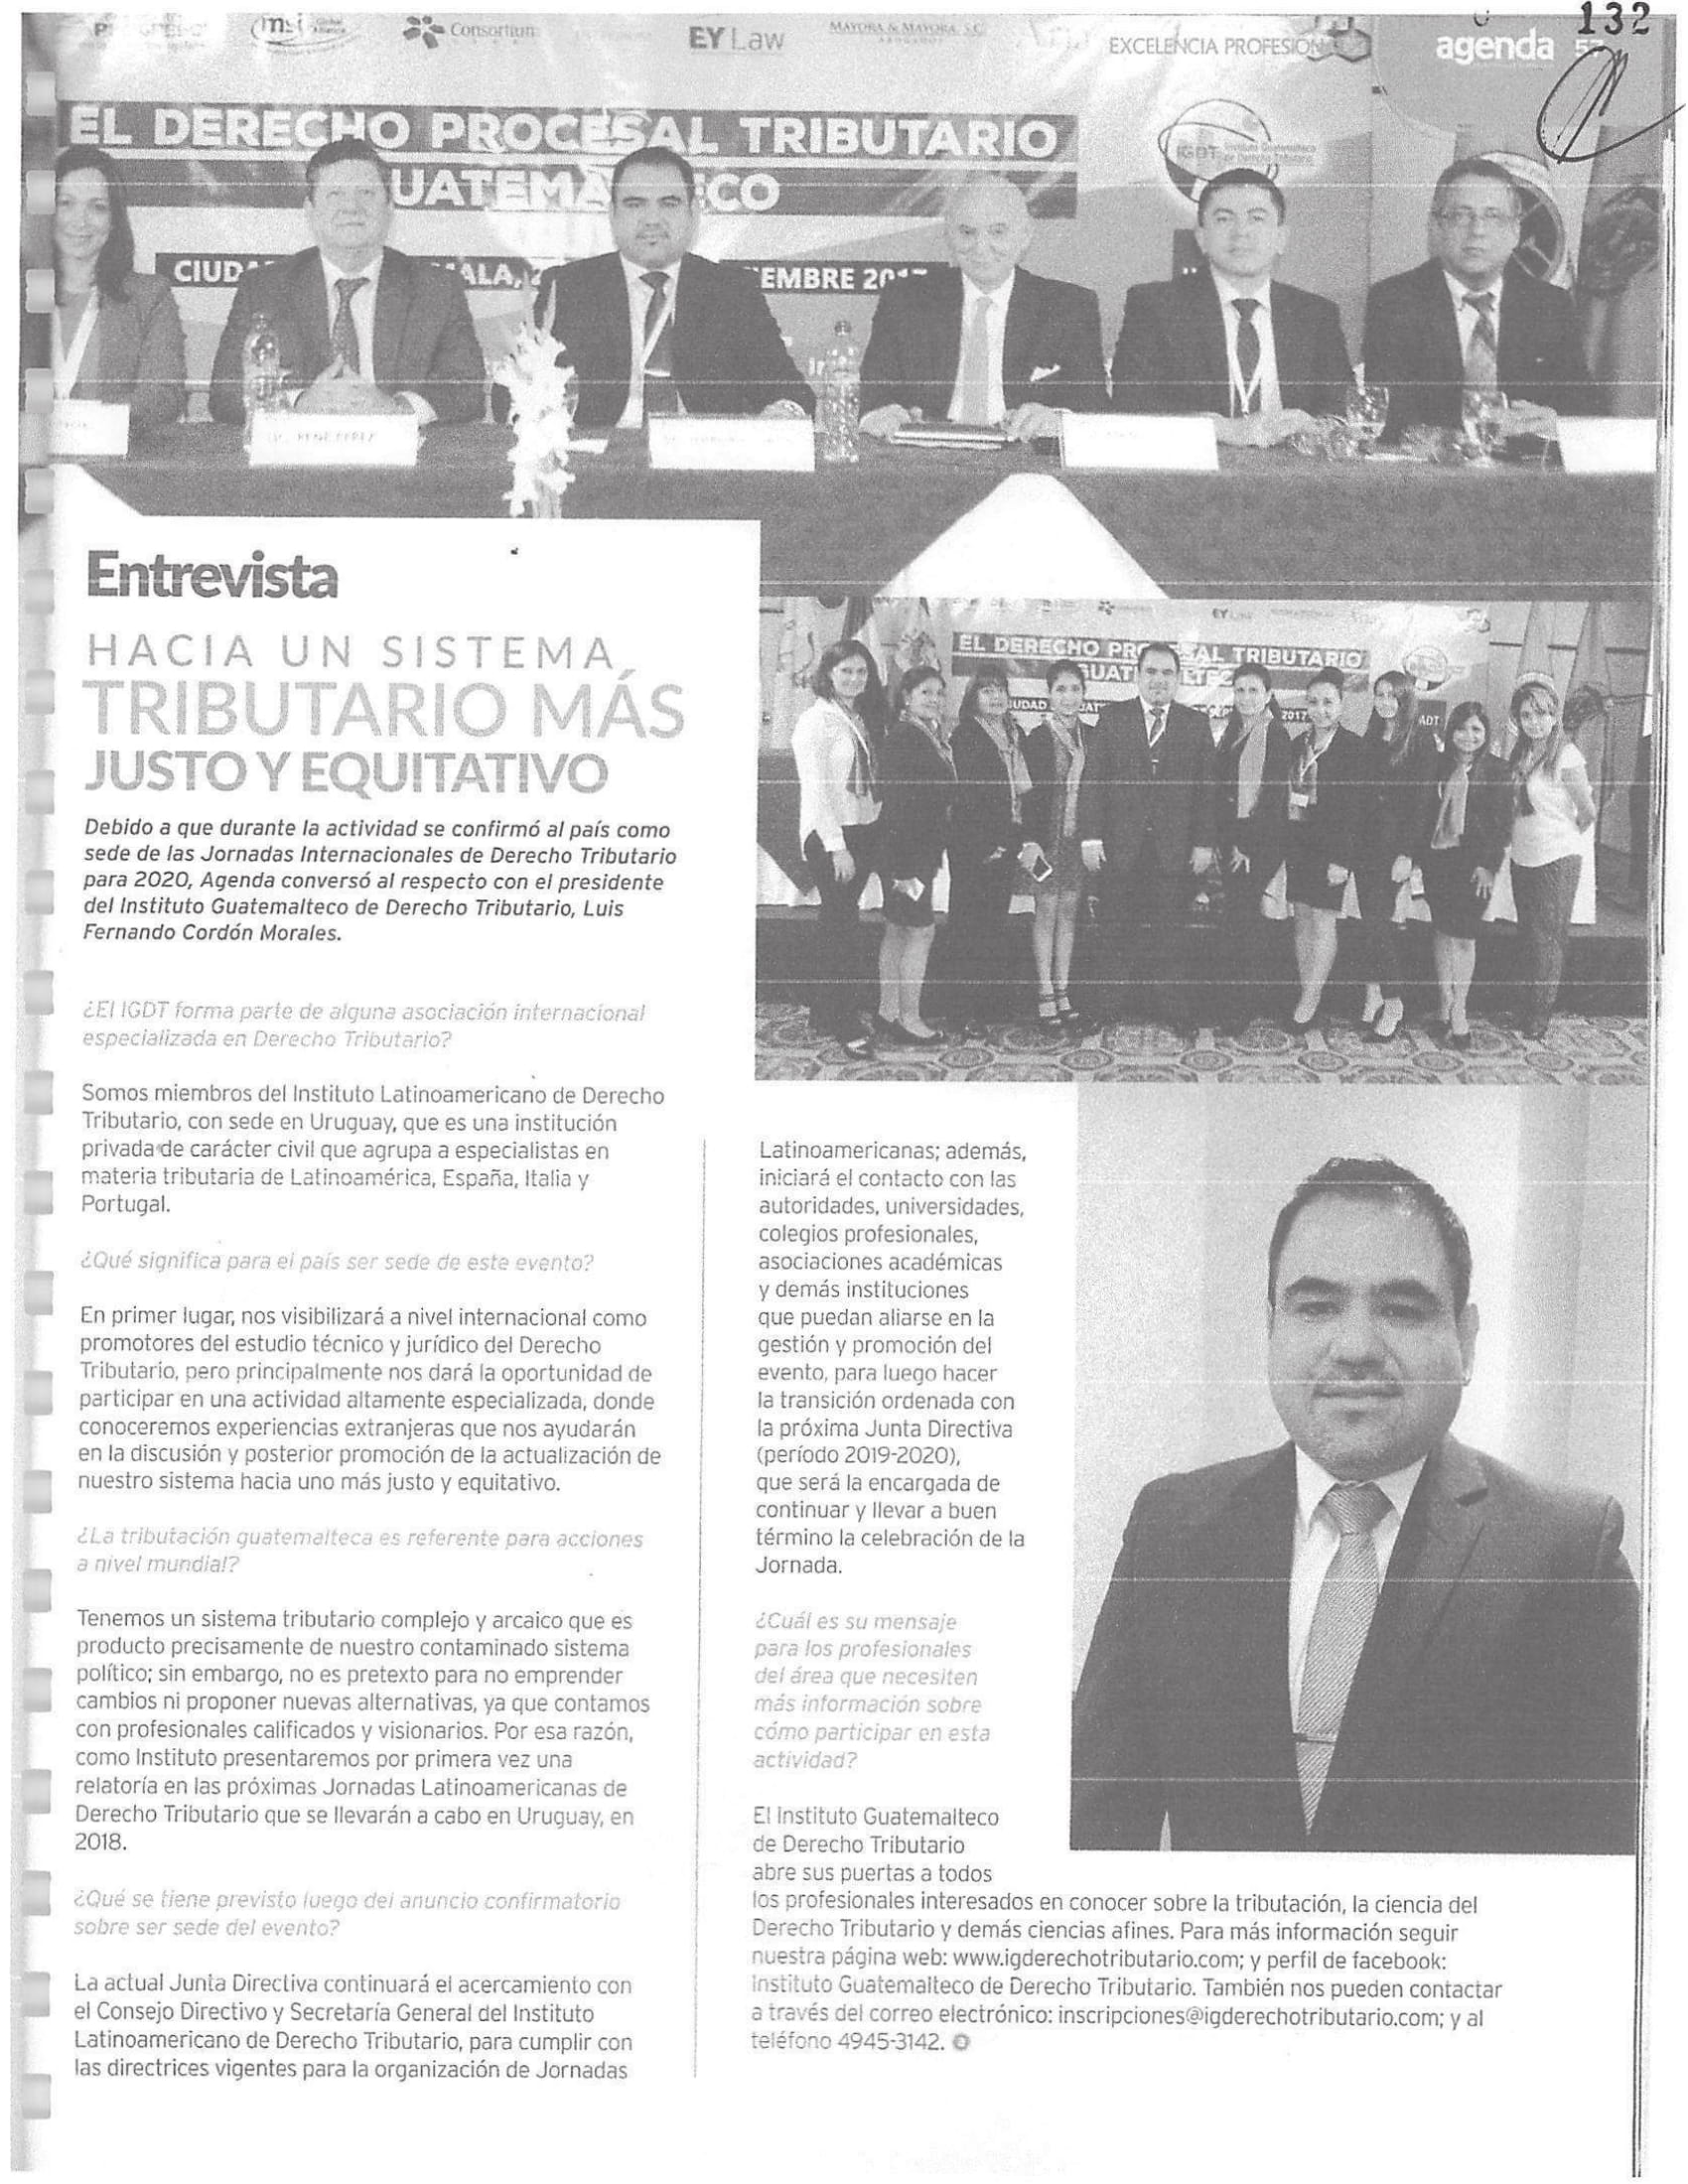 132
msi
Consortium
EY Law
MAYORA & MAYORA, S.C.
EXCELENCIA PROFESION
agenda
EL DERECHO PROCESAL TRIBUTARIO
GUATEMALTECO
IGDT
EMBRE 2017
RENÉ PÉREZ
Entrevista
HACIA UN SISTEMA
TRIBUTARIO MÁS
JUSTO Y EQUITATIVO
Debido a que durante la actividad se confirmó al país como
sede de las Jornadas Internacionales de Derecho Tributario
para 2020, Agenda conversó al respecto con el presidente
del Instituto Guatemalteco de Derecho Tributario, Luis
Fernando Cordón Morales.
EY Law
EL DERECHO PROCESAL TRIBUTARIO
2017
¿El IGDT forma parte de alguna asociación internacional
especializada en Derecho Tributario?
Somos miembros del Instituto Latinoamericano de Derecho
Tributario, con sede en Uruguay, que es una institución
privada de carácter civil que agrupa a especialistas en
materia tributaria de Latinoamérica, España, Italia y
Portugal.
¿Qué significa para el país ser sede de este evento?
En primer lugar, nos visibilizará a nivel internacional como
promotores del estudio técnico y jurídico del Derecho
Tributario, pero principalmente nos dará la oportunidad de
participar en una actividad altamente especializada, donde
conoceremos experiencias extranjeras que nos ayudarán
en la discusión y posterior promoción de la actualización de
nuestro sistema hacia uno más justo y equitativo.
¿La tributación guatemalteca es referente para acciones
a nivel mundial?
Tenemos un sistema tributario complejo y arcaico que es
producto precisamente de nuestro contaminado sistema
político; sin embargo, no es pretexto para no emprender
cambios ni proponer nuevas alternativas, ya que contamos
con profesionales calificados y visionarios. Por esa razón,
como Instituto presentaremos por primera vez una
relatoría en las próximas Jornadas Latinoamericanas de
Derecho Tributario que se llevarán a cabo en Uruguay, en
2018.
¿Qué se tiene previsto luego del anuncio confirmatorio
sobre ser sede del evento?
La actual Junta Directiva continuará el acercamiento con
el Consejo Directivo y Secretaría General del Instituto
Latinoamericano de Derecho Tributario, para cumplir con
las directrices vigentes para la organización de Jornadas
Latinoamericanas; además,
iniciará el contacto con las
autoridades, universidades,
colegios profesionales,
asociaciones académicas
y demás instituciones
que puedan aliarse en la
gestión y promoción del
evento, para luego hacer
la transición ordenada con
la próxima Junta Directiva
(período 2019-2020),
que será la encargada de
continuar y llevar a buen
término la celebración de la
Jornada.
¿Cuál es su mensaje
para los profesionales
del área que necesiten
más información sobre
cómo participar en esta
actividad?
El Instituto Guatemalteco
de Derecho Tributario
abre sus puertas a todos
los profesionales interesados en conocer sobre la tributación, la ciencia del
Derecho Tributario y demás ciencias afines. Para más información seguir
nuestra página web: www.igderechotributario.com; y perfil de facebook:
Instituto Guatemalteco de Derecho Tributario. También nos pueden contactar
a través del correo electrónico: inscripciones@igderechotributario.com; y al
teléfono 4945-3142.